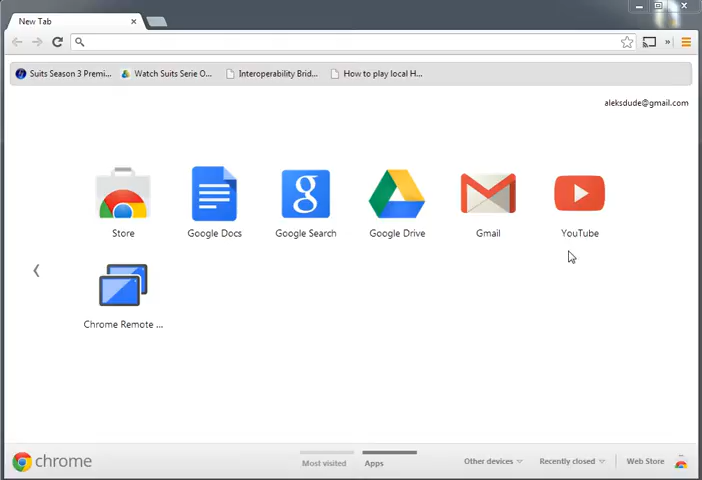 New Tab
Suits Season 3 Premi...
Watch Suits Serie O...
Interoperability Brid...
How to play local H...
aleksdude@gmail.com
Store
Google Docs
Google Search
Google Drive
Gmail
YouTube
Chrome Remote ...
chrome
Most visited
Apps
Other devices
Recently closed
Web Store